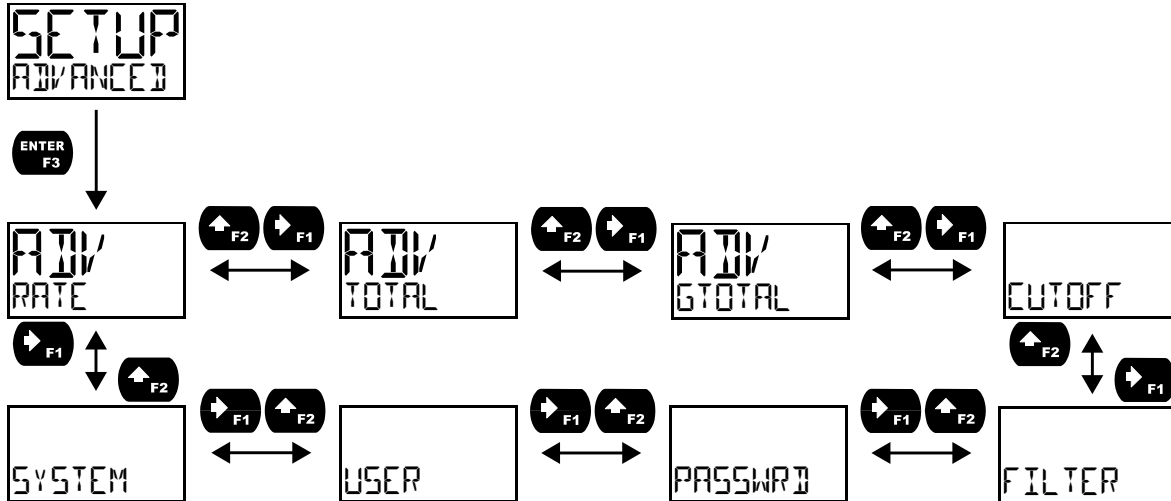 SETUP
ADVANCED
ENTER
F3
ADV
RATE
F2 F1
ADV
TOTAL
F2 F1
ADV
GTOTAL
F2 F1
CUTOFF
F1
F2
F2
F1
SYSTEM
F1 F2
USER
F1 F2
PASSWRD
F1 F2
FILTER